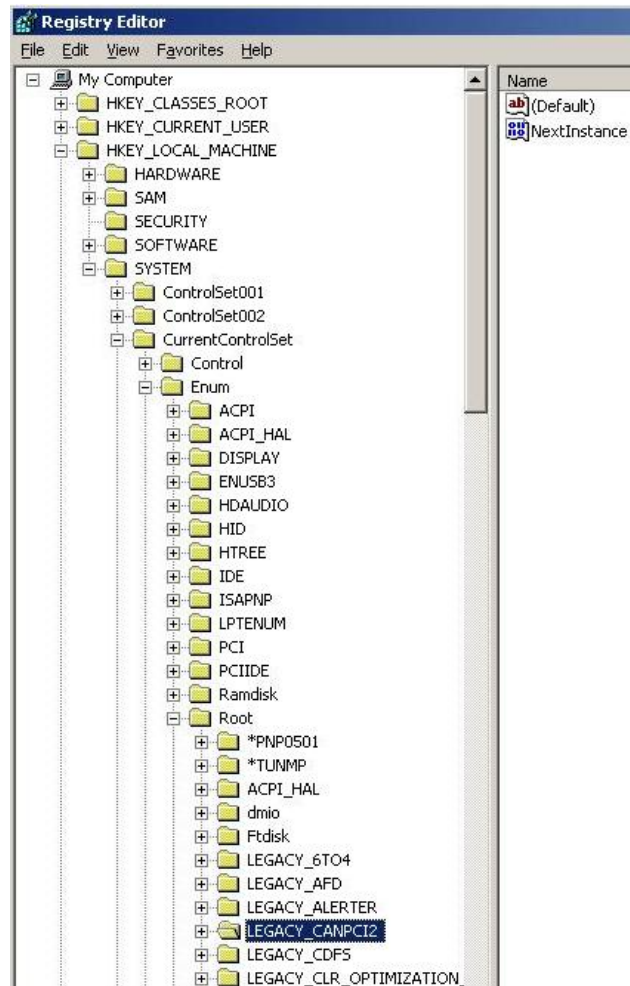 Registry Editor
File Edit View Favorites Help
My Computer
HKEY_CLASSES_ROOT
HKEY_CURRENT_USER
HKEY_LOCAL_MACHINE
HARDWARE
SAM
SECURITY
SOFTWARE
SYSTEM
ControlSet001
ControlSet002
CurrentControlSet
Control
Enum
ACPI
ACPI_HAL
DISPLAY
ENUSB3
HDAUDIO
HID
HTREE
IDE
ISAPNP
LPTENUM
PCI
PCIIDE
Ramdisk
Root
*PNP0501
*TUNMP
ACPI_HAL
dmio
Ftdisk
LEGACY_6TO4
LEGACY_AFD
LEGACY_ALERTER
LEGACY_CANPCI2
LEGACY_CDFS
LEGACY_CLR_OPTIMIZATION_
Name
(Default)
NextInstance